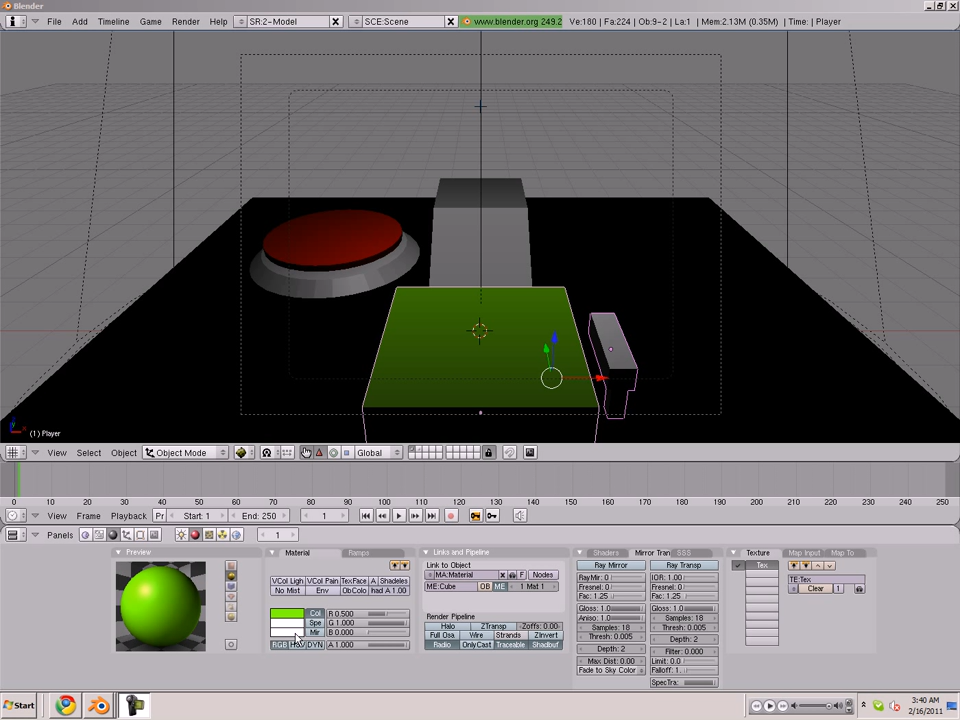 Blender
File Add Timeline Game Render Help SR:2-Model SCE:Scene www.blender.org 249.2 Ve:180 | Fa:224 | Ob:9-2 | La:1 | Mem:2.13M (0.35M) | Time: | Player
(1) Player
View Select Object Object Mode Global
0 10 20 30 40 50 60 70 80 90 100 110 120 130 140 150 160 170 180 190 200 210 220 230 240 250
View Frame Playback Pr Start: 1 End: 250 1
Panels 1
Preview Material Ramps Links and Pipeline Shaders Mirror Tran SSS Texture Map Input Map To
Link to Object
MA:Material F Nodes
ME:Cube OB ME 1 Mat 1
VCol Ligh VCol Pain TexFace A Shadeles
No Mist Env ObColo had A 1.00
Col R 0.500
Spe G 1.000
Mir B 0.000
RGB HSV DYN A 1.000
Render Pipeline
Halo ZTransp Zoffs: 0.00
Full Osa Wire Strands ZInvert
Radio OnlyCast Traceable Shadbuf
Ray Mirror Ray Transp
RayMir: 0 IOR: 1.00
Fresnel: 0 Fresnel: 0
Fac: 1.25 Fac: 1.25
Gloss: 1.0 Gloss: 1.0
Aniso: 1.0 Samples: 18
Samples: 18 Thresh: 0.005
Thresh: 0.005 Depth: 2
Depth: 2 Filter: 0.000
Max Dist: 0.00 Limit: 0.0
Fade to Sky Color Falloff: 1.
SpecTra:
Tex
TE:Tex
Clear 1
Start
3:40 AM
2/16/2011